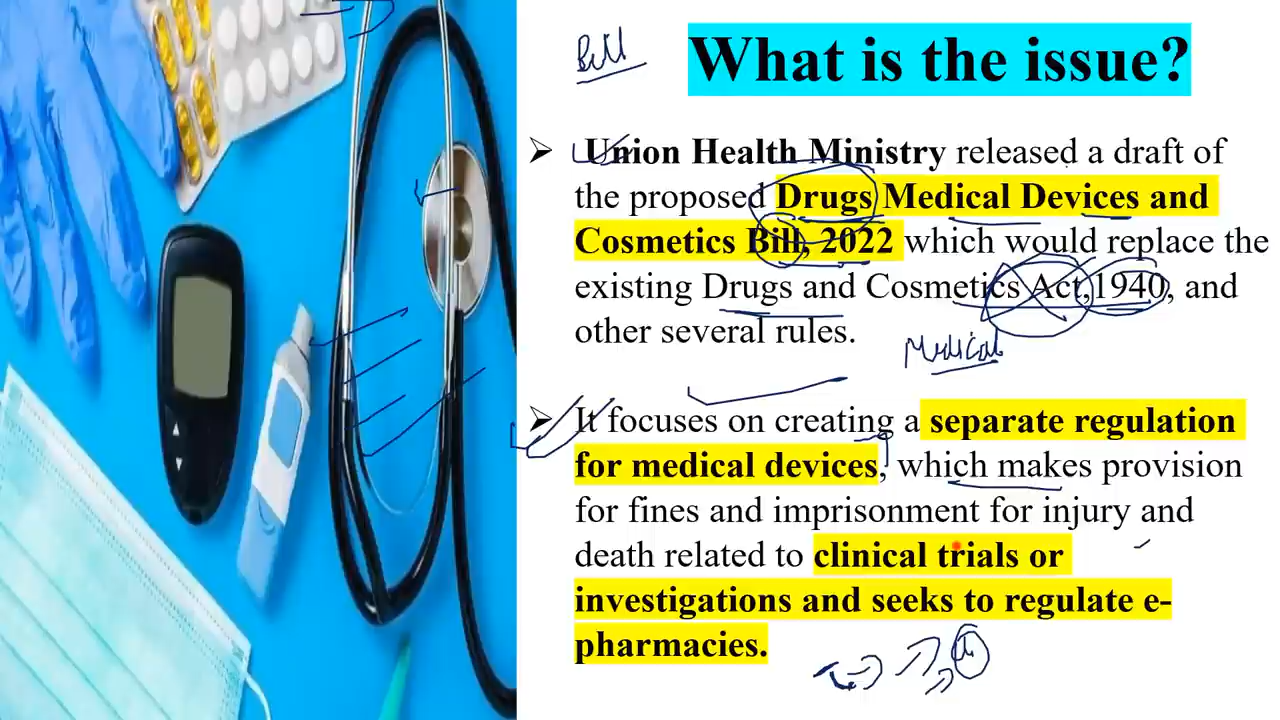 Bill
What is the issue?
➢ Union Health Ministry released a draft of
the proposed Drugs Medical Devices and
Cosmetics Bill, 2022 which would replace the
existing Drugs and Cosmetics Act,1940, and
other several rules.
Medical
➢ It focuses on creating a separate regulation
for medical devices, which makes provision
for fines and imprisonment for injury and
death related to clinical trials or
investigations and seeks to regulate e-
pharmacies.